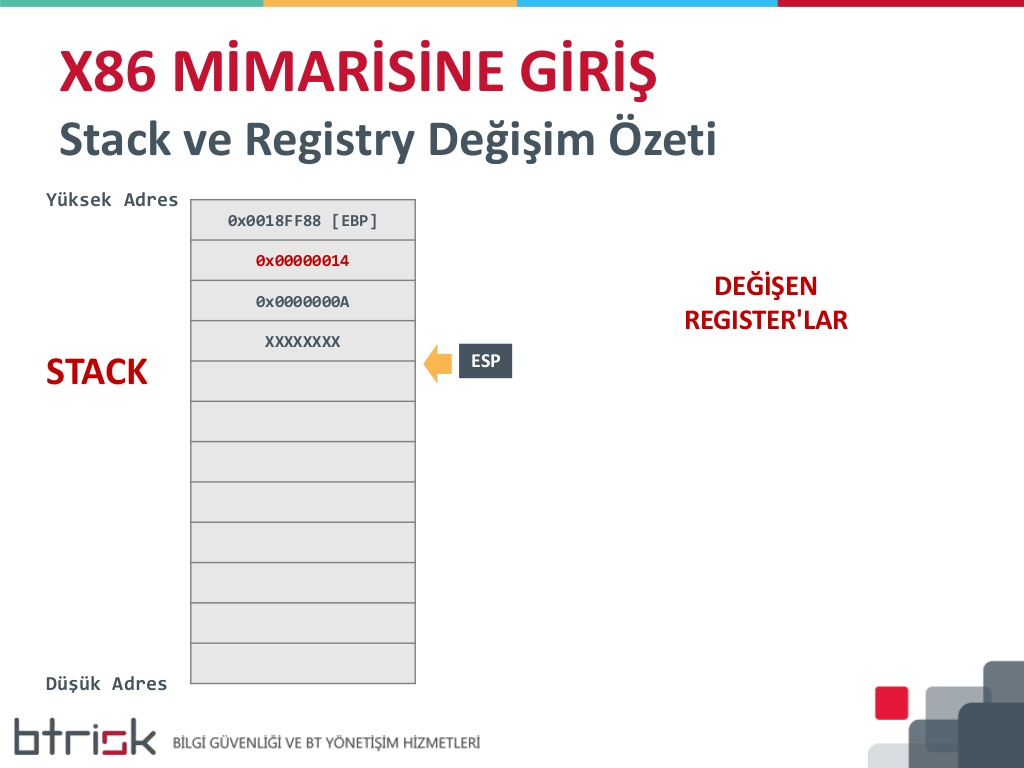 X86 MİMARİSİNE GİRİŞ
Stack ve Registry Değişim Özeti
Yüksek Adres
0x0018FF88 [EBP]
0x00000014
0x0000000A
XXXXXXXX
STACK
ESP
DEĞİŞEN
REGISTER'LAR
Düşük Adres
btrisk BİLGİ GÜVENLİĞİ VE BT YÖNETİŞİM HİZMETLERİ